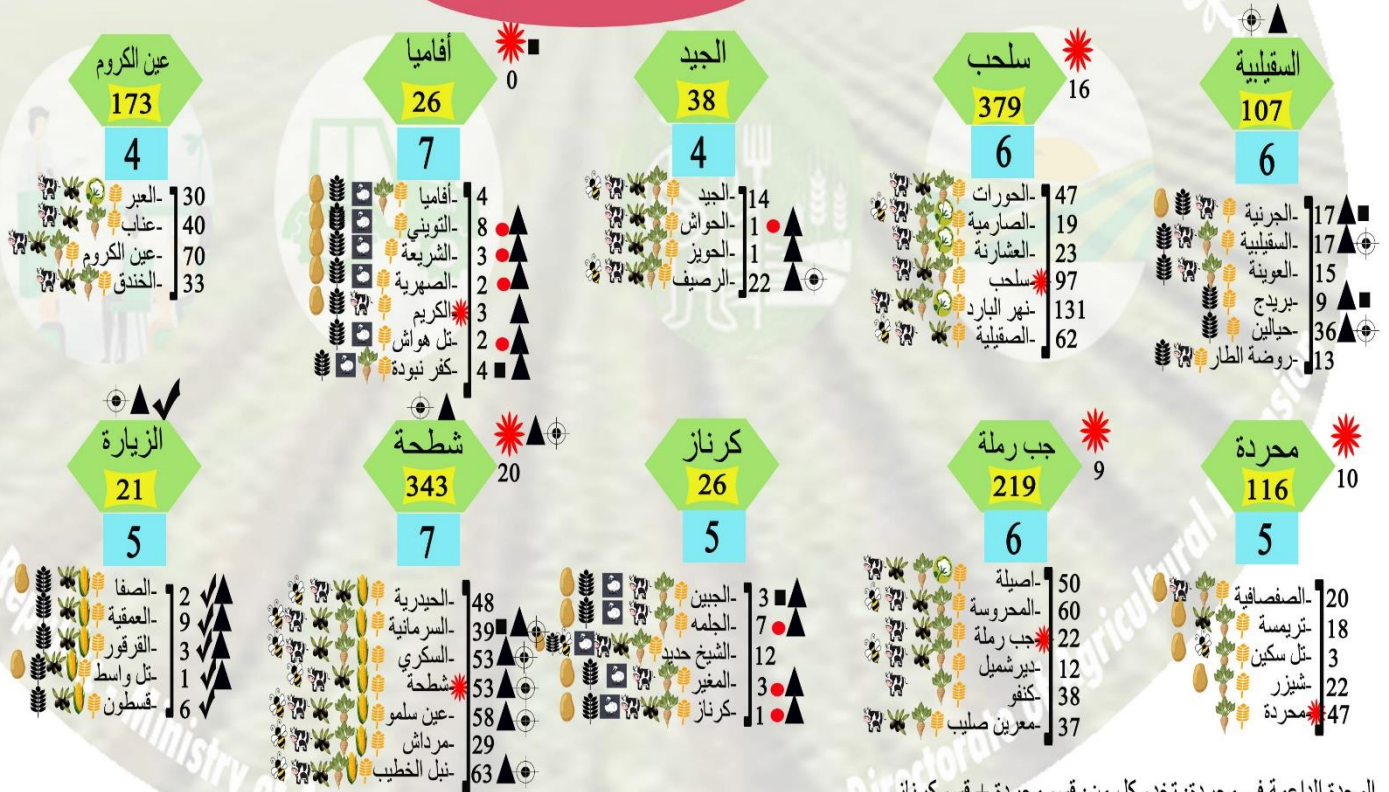 السقيلبية
107
6
17 -الجرنية
17 -السقيلبية
15 -العوينة
9 -بريدج
36 -حيالين
13 -روضة الطار
سلحب
16
379
6
47 -الحورات
19 -الصارمية
23 -العشارنة
97 -سلحب
131 -نهر البارد
62 -الصقيلية
الجيد
38
4
14 -الجيد
1 -الحواش
1 -الحويز
22 -الرصيف
أفاميا
0
26
7
4 -أفاميا
8 -التويني
3 -الشريعة
2 -الصهرية
3 -الكريم
2 -تل هواش
4 -كفر نبودة
عين الكروم
173
4
30 -العبر
40 -عناب
70 -عين الكروم
33 -الخندق
محردة
10
116
5
20 -الصفصافية
18 -تريمسة
3 -تل سكين
22 -شيزر
47 -محردة
جب رملة
9
219
6
50 -اصيلة
60 -المحروسة
22 -جب رملة
12 -ديرشميل
38 -كنفو
37 -معرين صليب
كرناز
26
5
3 -الجبين
7 -الجلمه
12 -الشيخ حديد
3 -المغير
1 -كرناز
شطحة
20
343
7
48 -الحيدرية
39 -السرمانية
53 -السكري
53 -شطحة
58 -عين سلمو
29 -مرداش
63 -نبل الخطيب
الزيارة
21
5
2 -الصفا
9 -العمقية
3 -القرقور
1 -تل واسط
6 -قسطون
Ministry of
Directorate of Agricultural